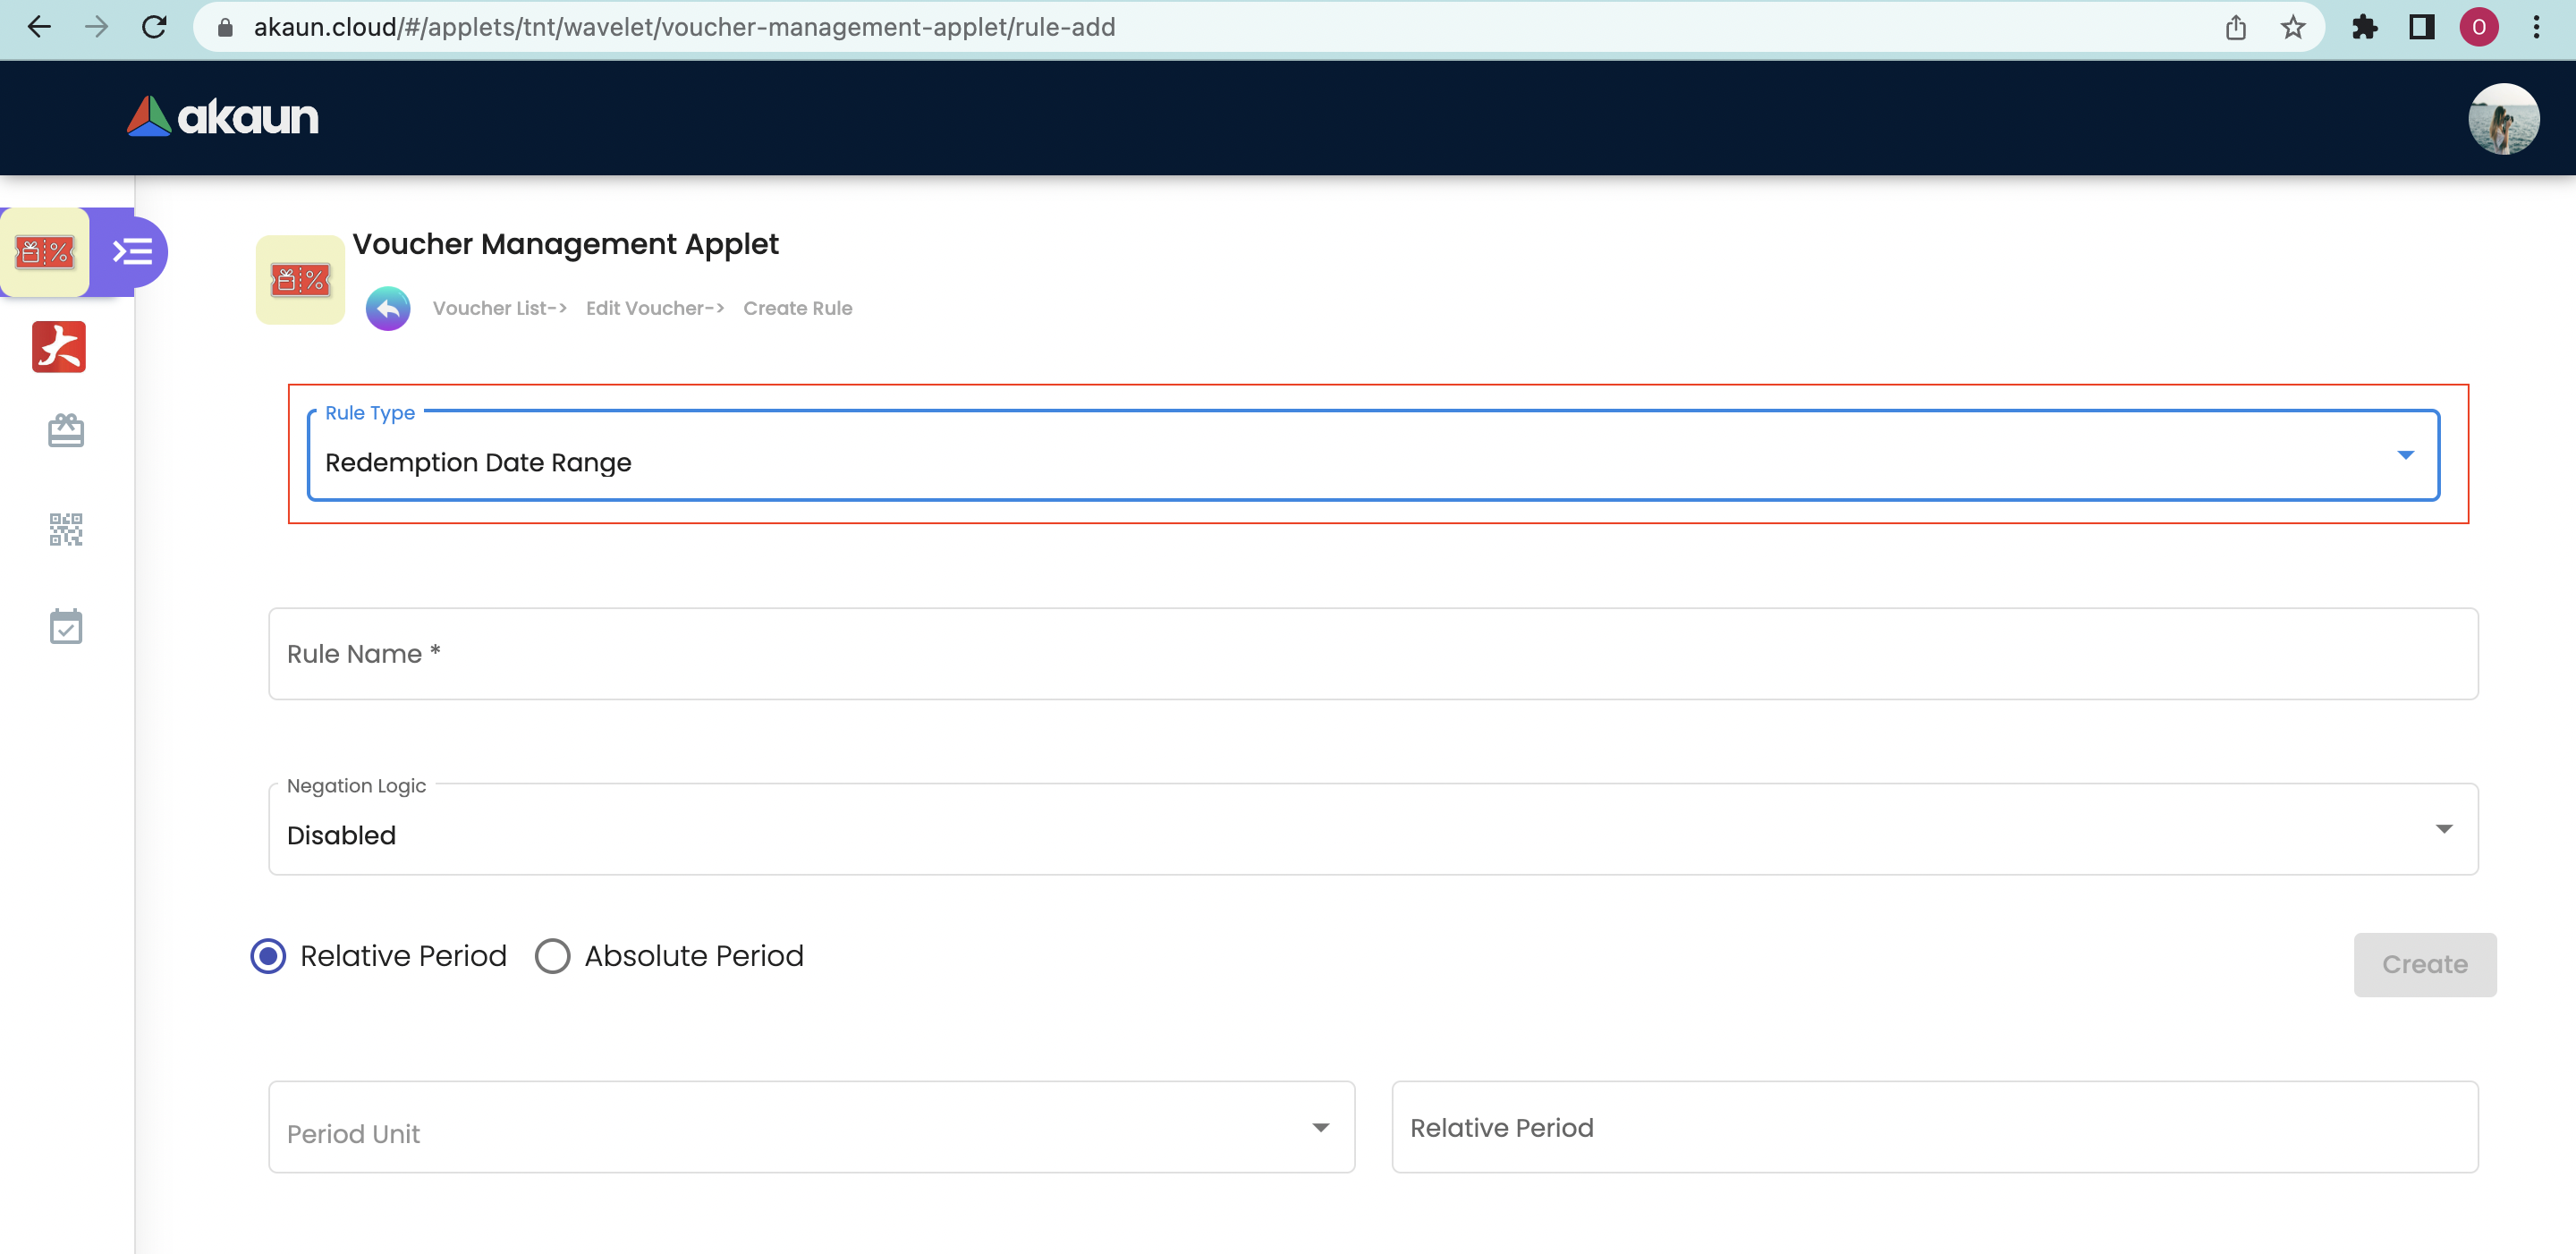 akaun.cloud/#/applets/tnt/wavelet/voucher-management-applet/rule-add
O
akaun
Voucher Management Applet
Voucher List-> Edit Voucher-> Create Rule
Rule Type
Redemption Date Range
Rule Name *
Negation Logic
Disabled
Relative Period Absolute Period
Create
Period Unit
Relative Period